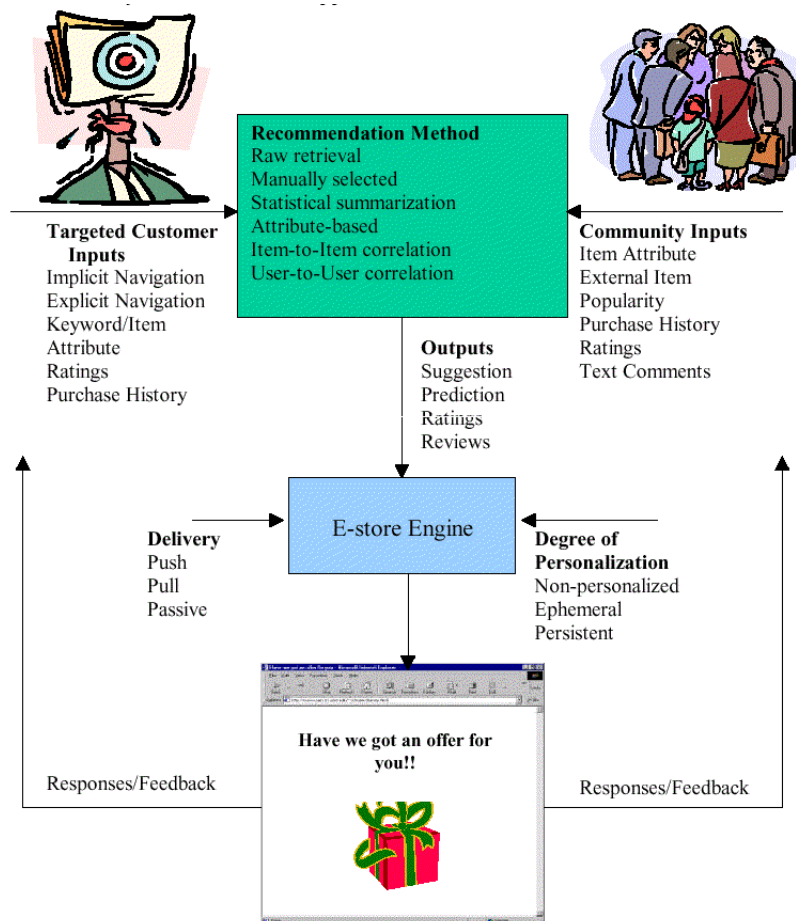 Recommendation Method
Raw retrieval
Manually selected
Statistical summarization
Attribute-based
Item-to-Item correlation
User-to-User correlation
Targeted Customer
Inputs
Implicit Navigation
Explicit Navigation
Keyword/Item
Attribute
Ratings
Purchase History
Community Inputs
Item Attribute
External Item
Popularity
Purchase History
Ratings
Text Comments
Outputs
Suggestion
Prediction
Ratings
Reviews
E-store Engine
Delivery
Push
Pull
Passive
Degree of
Personalization
Non-personalized
Ephemeral
Persistent
Have we got an offer for
you!!
Responses/Feedback
Responses/Feedback